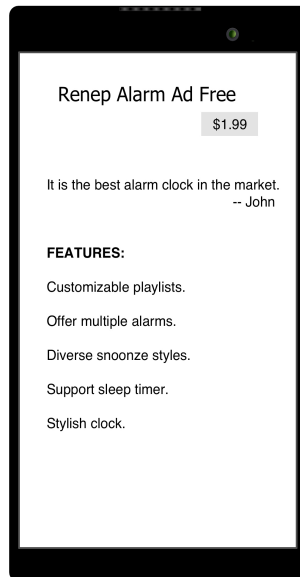 Renep Alarm Ad Free
$1.99
It is the best alarm clock in the market.
-- John
FEATURES:
Customizable playlists.
Offer multiple alarms.
Diverse snoonze styles.
Support sleep timer.
Stylish clock.